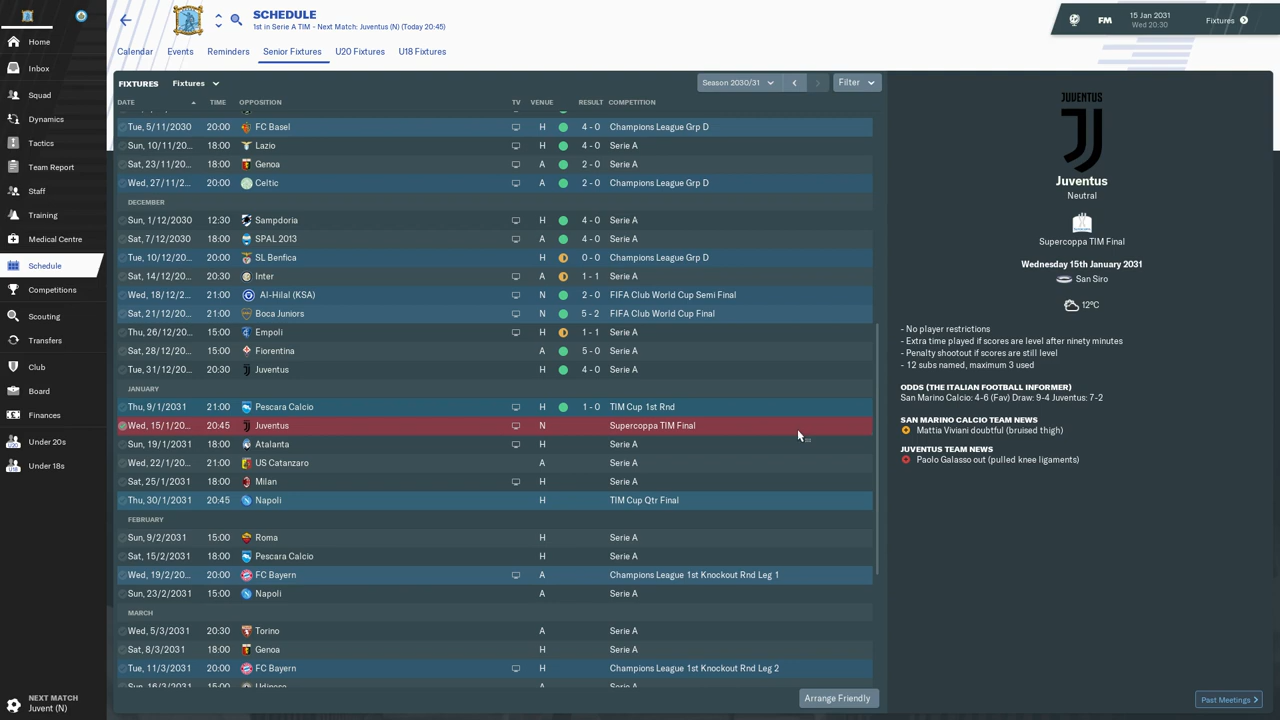 SCHEDULE
1st in Serie A TIM - Next Match: Juventus (N) (Today 20:45)
FM
15 Jan 2031
Wed 20:30
Fixtures
Calendar Events Reminders Senior Fixtures U20 Fixtures U18 Fixtures
Home
Inbox
Squad
Dynamics
Tactics
Team Report
Staff
Training
Medical Centre
Schedule
Competitions
Scouting
Transfers
Club
Board
Finances
Under 20s
Under 18s
NEXT MATCH
Juvent (N)
FIXTURES Fixtures Season 2030/31 Filter
DATE TIME OPPOSITION TV VENUE RESULT COMPETITION
Tue, 5/11/2030 20:00 FC Basel H 4 - 0 Champions League Grp D
Sun, 10/11/20... 18:00 Lazio H 4 - 0 Serie A
Sat, 23/11/20... 18:00 Genoa A 2 - 0 Serie A
Wed, 27/11/2... 20:00 Celtic A 2 - 0 Champions League Grp D
DECEMBER
Sun, 1/12/2030 12:30 Sampdoria H 4 - 0 Serie A
Sat, 7/12/2030 18:00 SPAL 2013 A 4 - 0 Serie A
Tue, 10/12/20... 20:00 SL Benfica H 0 - 0 Champions League Grp D
Sat, 14/12/20... 20:30 Inter A 1 - 1 Serie A
Wed, 18/12/2... 21:00 Al-Hilal (KSA) N 2 - 0 FIFA Club World Cup Semi Final
Sat, 21/12/20... 21:00 Boca Juniors N 5 - 2 FIFA Club World Cup Final
Thu, 26/12/20... 15:00 Empoli H 1 - 1 Serie A
Sat, 28/12/20... 15:00 Fiorentina A 5 - 0 Serie A
Tue, 31/12/20... 20:30 Juventus H 4 - 0 Serie A
JANUARY
Thu, 9/1/2031 21:00 Pescara Calcio H 1 - 0 TIM Cup 1st Rnd
Wed, 15/1/20... 20:45 Juventus N Supercoppa TIM Final
Sun, 19/1/2031 18:00 Atalanta H Serie A
Wed, 22/1/20... 21:00 US Catanzaro A Serie A
Sat, 25/1/2031 18:00 Milan H Serie A
Thu, 30/1/2031 20:45 Napoli H TIM Cup Qtr Final
FEBRUARY
Sun, 9/2/2031 15:00 Roma H Serie A
Sat, 15/2/2031 18:00 Pescara Calcio H Serie A
Wed, 19/2/20... 20:00 FC Bayern A Champions League 1st Knockout Rnd Leg 1
Sun, 23/2/2031 15:00 Napoli A Serie A
MARCH
Wed, 5/3/2031 20:30 Torino A Serie A
Sat, 8/3/2031 18:00 Genoa H Serie A
Tue, 11/3/2031 20:00 FC Bayern H Champions League 1st Knockout Rnd Leg 2
Sun, 16/3/2031 15:00 Udinese A Serie A
Arrange Friendly
JUVENTUS
Juventus
Neutral
Supercoppa TIM Final
Wednesday 15th January 2031
San Siro
12°C
- No player restrictions
- Extra time played if scores are level after ninety minutes
- Penalty shootout if scores are still level
- 12 subs named, maximum 3 used
ODDS (THE ITALIAN FOOTBALL INFORMER)
San Marino Calcio: 4-6 (Fav) Draw: 9-4 Juventus: 7-2
SAN MARINO CALCIO TEAM NEWS
Mattia Viviani doubtful (bruised thigh)
JUVENTUS TEAM NEWS
Paolo Galasso out (pulled knee ligaments)
Past Meetings